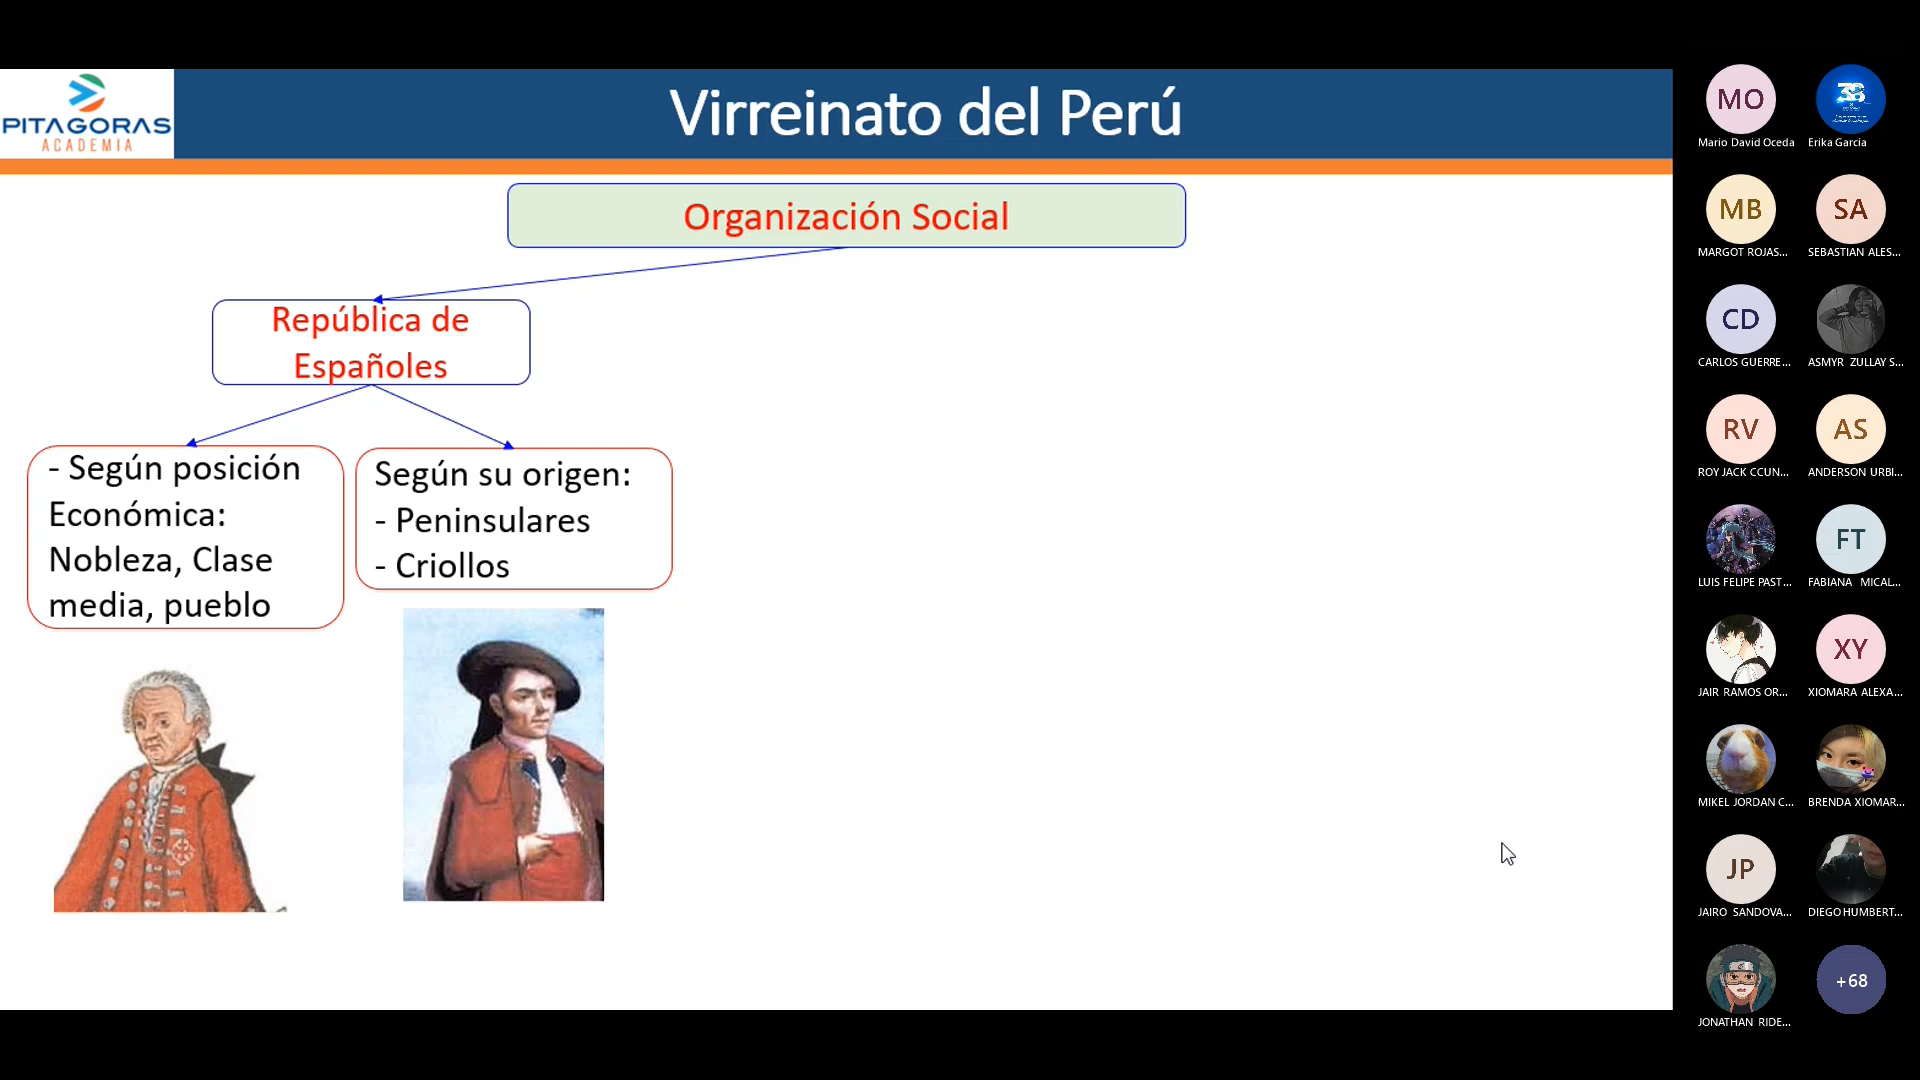 PITAGORAS
ACADEMIA
Virreinato del Perú
Organización Social
República de
Españoles
- Según posición
Económica:
Nobleza, Clase
media, pueblo
Según su origen:
- Peninsulares
- Criollos
MO
Mario David Oceda
Erika Garcia
MB
MARGOT ROJAS...
SA
SEBASTIAN ALES...
CD
CARLOS GUERRE...
ASMYR ZULLAY S...
RV
ROY JACK CCUN...
AS
ANDERSON URBI...
LUIS FELIPE PAST...
FT
FABIANA MICAL...
JAIR RAMOS OR...
XY
XIOMARA ALEXA...
MIKEL JORDAN C...
BRENDA XIOMAR...
JP
JAIRO SANDOVA...
DIEGO HUMBERT...
JONATHAN RIDE...
+68